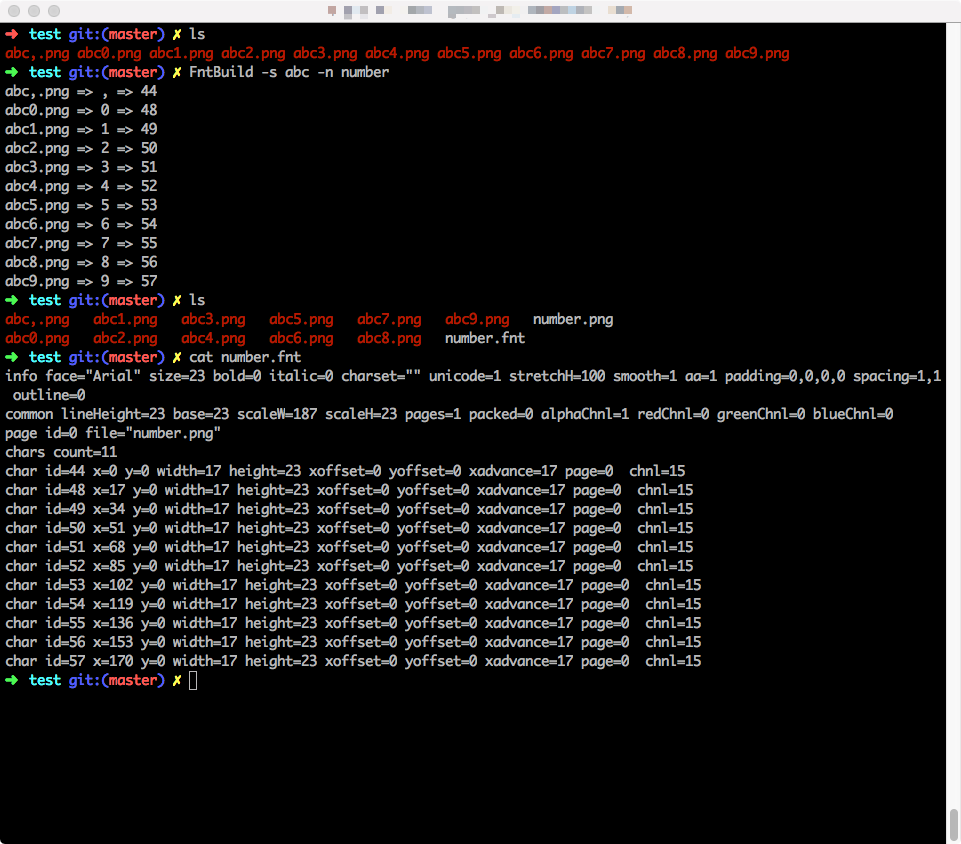 ➜ test git:(master) ✗ ls
abc,.png abc0.png abc1.png abc2.png abc3.png abc4.png abc5.png abc6.png abc7.png abc8.png abc9.png
➜ test git:(master) ✗ FntBuild -s abc -n number
abc,.png => , => 44
abc0.png => 0 => 48
abc1.png => 1 => 49
abc2.png => 2 => 50
abc3.png => 3 => 51
abc4.png => 4 => 52
abc5.png => 5 => 53
abc6.png => 6 => 54
abc7.png => 7 => 55
abc8.png => 8 => 56
abc9.png => 9 => 57
➜ test git:(master) ✗ ls
abc,.png abc1.png abc3.png abc5.png abc7.png abc9.png number.png
abc0.png abc2.png abc4.png abc6.png abc8.png number.fnt
➜ test git:(master) ✗ cat number.fnt
info face="Arial" size=23 bold=0 italic=0 charset="" unicode=1 stretchH=100 smooth=1 aa=1 padding=0,0,0,0 spacing=1,1
outline=0
common lineHeight=23 base=23 scaleW=187 scaleH=23 pages=1 packed=0 alphaChnl=1 redChnl=0 greenChnl=0 blueChnl=0
page id=0 file="number.png"
chars count=11
char id=44 x=0 y=0 width=17 height=23 xoffset=0 yoffset=0 xadvance=17 page=0  chnl=15
char id=48 x=17 y=0 width=17 height=23 xoffset=0 yoffset=0 xadvance=17 page=0  chnl=15
char id=49 x=34 y=0 width=17 height=23 xoffset=0 yoffset=0 xadvance=17 page=0  chnl=15
char id=50 x=51 y=0 width=17 height=23 xoffset=0 yoffset=0 xadvance=17 page=0  chnl=15
char id=51 x=68 y=0 width=17 height=23 xoffset=0 yoffset=0 xadvance=17 page=0  chnl=15
char id=52 x=85 y=0 width=17 height=23 xoffset=0 yoffset=0 xadvance=17 page=0  chnl=15
char id=53 x=102 y=0 width=17 height=23 xoffset=0 yoffset=0 xadvance=17 page=0  chnl=15
char id=54 x=119 y=0 width=17 height=23 xoffset=0 yoffset=0 xadvance=17 page=0  chnl=15
char id=55 x=136 y=0 width=17 height=23 xoffset=0 yoffset=0 xadvance=17 page=0  chnl=15
char id=56 x=153 y=0 width=17 height=23 xoffset=0 yoffset=0 xadvance=17 page=0  chnl=15
char id=57 x=170 y=0 width=17 height=23 xoffset=0 yoffset=0 xadvance=17 page=0  chnl=15
➜ test git:(master) ✗